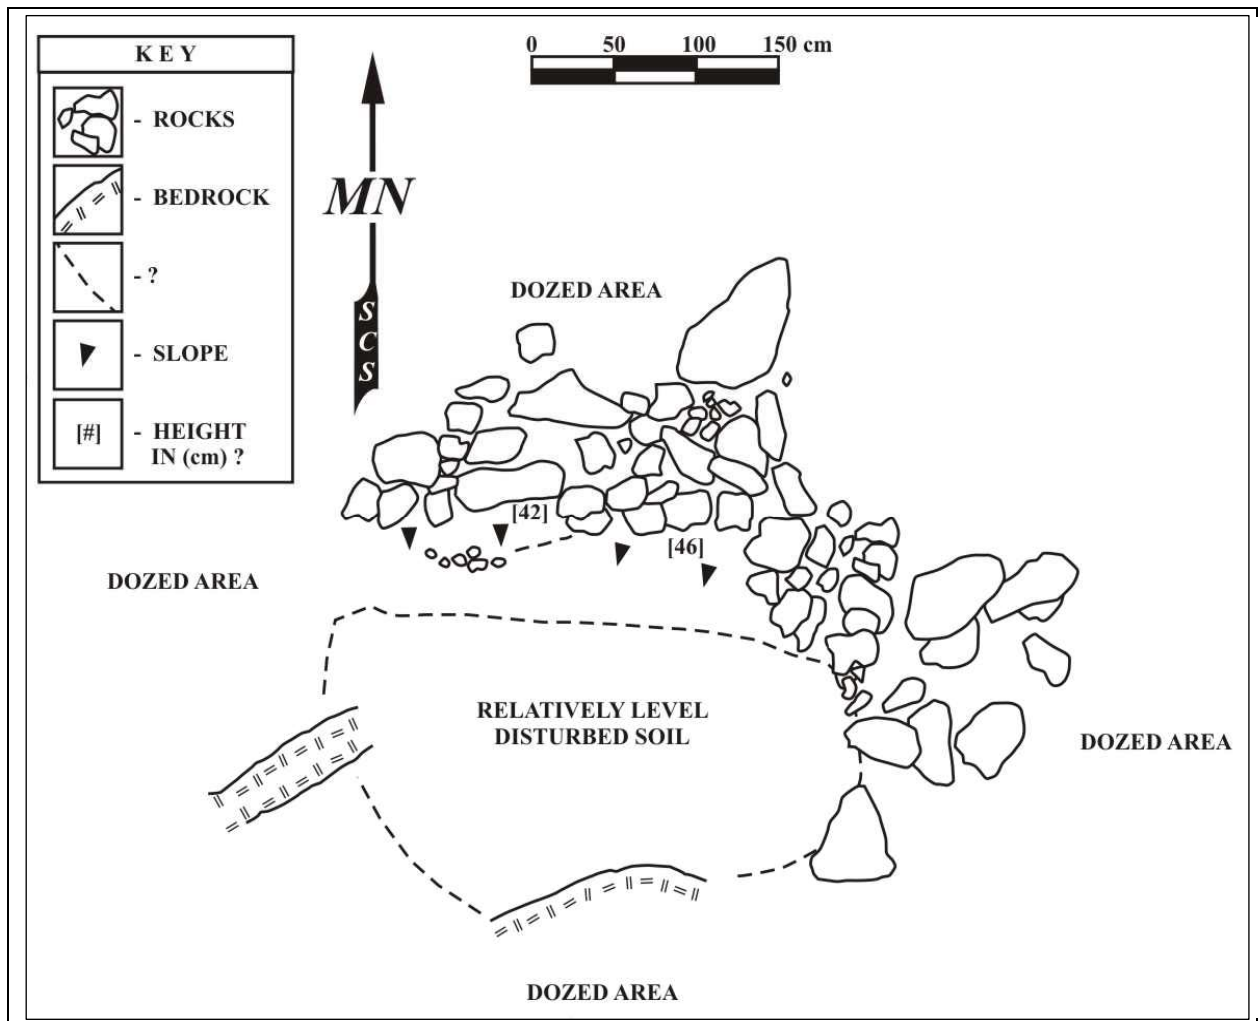 KEY
- ROCKS
- BEDROCK
- ?
- SLOPE
[#] - HEIGHT
IN (cm) ?
0 50 100 150 cm
MN
SCS
DOZED AREA
[42]
[46]
DOZED AREA
RELATIVELY LEVEL
DISTURBED SOIL
DOZED AREA
DOZED AREA